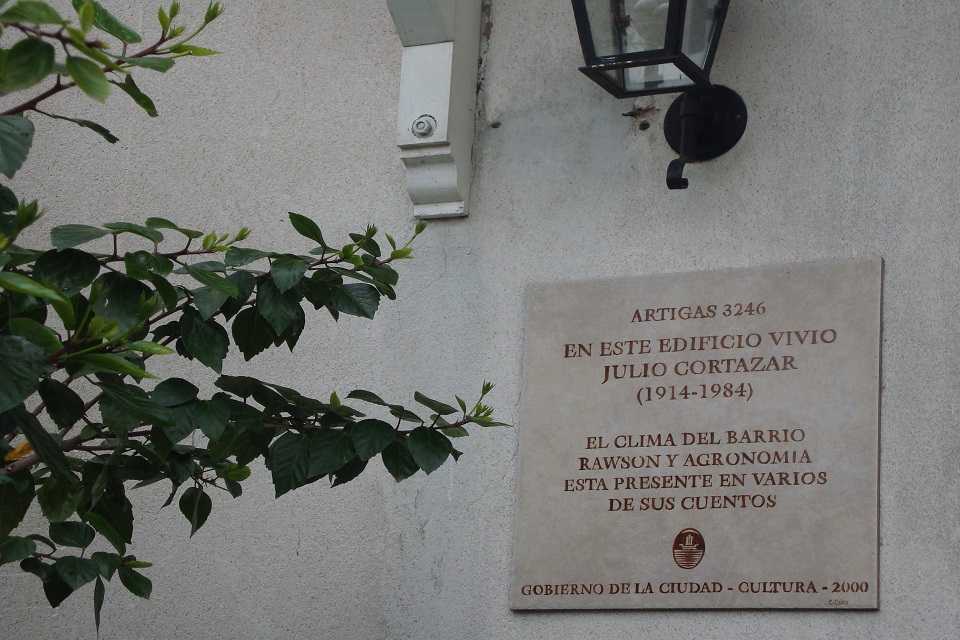 ARTIGAS 3246
EN ESTE EDIFICIO VIVIO
JULIO CORTAZAR
(1914-1984)
EL CLIMA DEL BARRIO
RAWSON Y AGRONOMIA
ESTA PRESENTE EN VARIOS
DE SUS CUENTOS
GOBIERNO DE LA CIUDAD - CULTURA - 2000